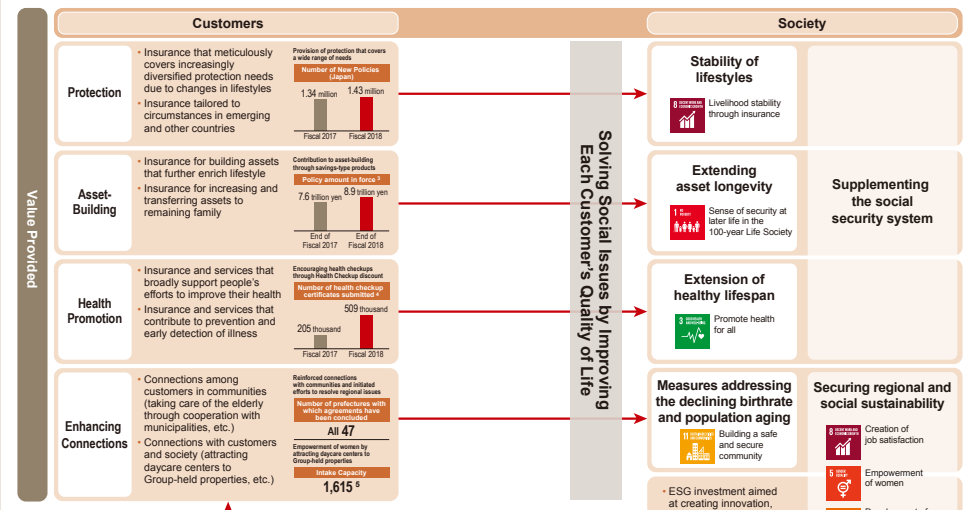 Customers
Society
Value Provided
Protection
• Insurance that meticulously
covers increasingly
diversified protection needs
due to changes in lifestyles
• Insurance tailored to
circumstances in emerging
and other countries
Provision of protection that covers
a wide range of needs
Number of New Policies
(Japan)
1.34 million
1.43 million
Fiscal 2017
Fiscal 2018
Asset-
Building
• Insurance for building assets
that further enrich lifestyle
• Insurance for increasing and
transferring assets to
remaining family
Contribution to asset-building
through savings-type products
Policy amount in force 3
7.6 trillion yen
8.9 trillion yen
End of
Fiscal 2017
End of
Fiscal 2018
Health
Promotion
• Insurance and services that
broadly support people's
efforts to improve their health
• Insurance and services that
contribute to prevention and
early detection of illness
Encouraging health checkups
through Health Checkup discount
Number of health checkup
certificates submitted 4
205 thousand
509 thousand
Fiscal 2017
Fiscal 2018
Enhancing
Connections
• Connections among
customers in communities
(taking care of the elderly
through cooperation with
municipalities, etc.)
• Connections with customers
and society (attracting
daycare centers to
Group-held properties, etc.)
Reinforced connections
with communities and initiated
efforts to resolve regional issues
Number of prefectures with
which agreements have
been concluded
All 47
Empowerment of women by
attracting daycare centers to
Group-held properties
Intake Capacity
1,615 5
Solving Social Issues by Improving
Each Customer's Quality of Life
Stability of
lifestyles
8
Livelihood stability
through insurance
Extending
asset longevity
1
Sense of security at
later life in the
100-year Life Society
Supplementing
the social
security system
Extension of
healthy lifespan
3
Promote health
for all
Measures addressing
the declining birthrate
and population aging
11
Building a safe
and secure
community
Securing regional and
social sustainability
8
Creation of
job satisfaction
5
Empowerment
of women
• ESG investment aimed
at creating innovation,